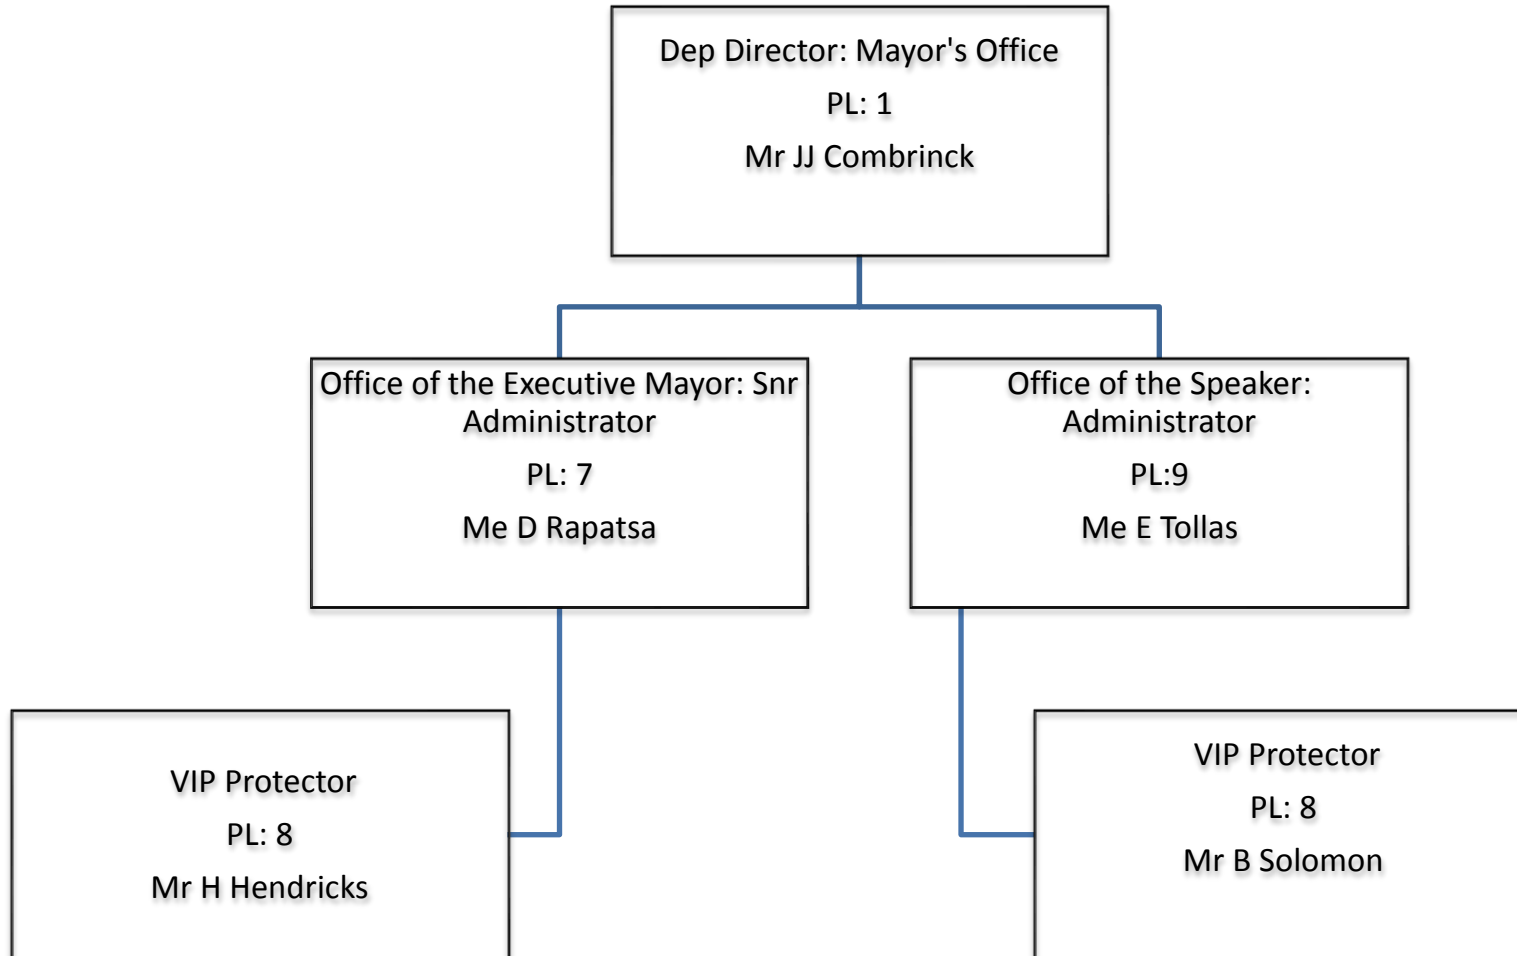 Dep Director: Mayor's Office
PL: 1
Mr JJ Combrinck
Office of the Executive Mayor: Snr
Administrator
PL: 7
Me D Rapatsa
Office of the Speaker:
Administrator
PL:9
Me E Tollas
VIP Protector
PL: 8
Mr H Hendricks
VIP Protector
PL: 8
Mr B Solomon